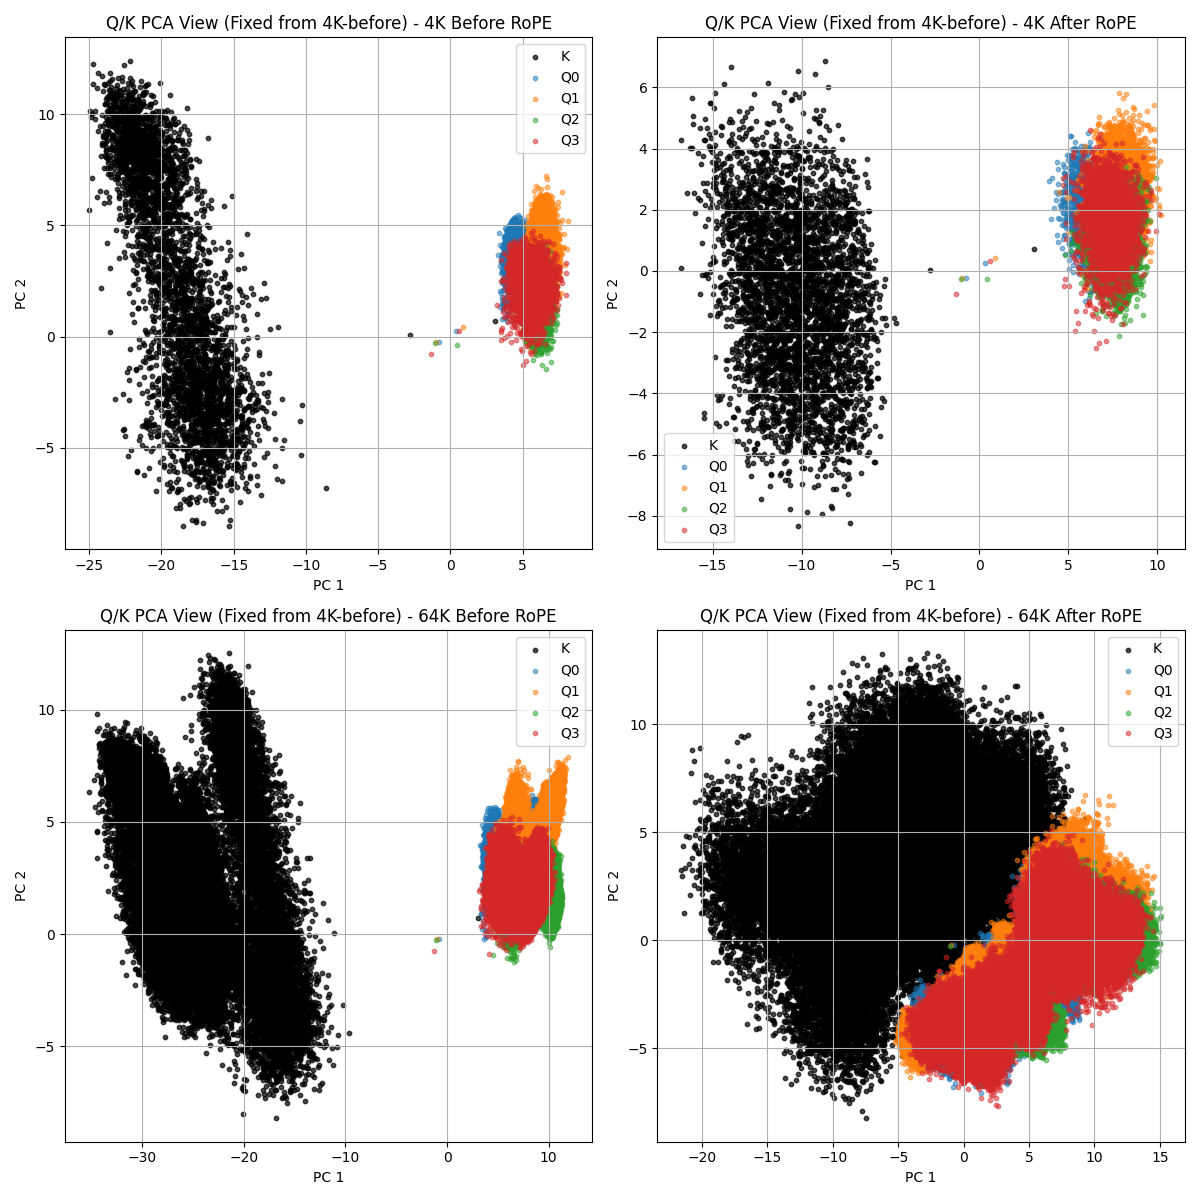 Q/K PCA View (Fixed from 4K-before) - 4K Before RoPE
K
Q0
Q1
Q2
Q3
10
5
0
−5
PC 2
−25 −20 −15 −10 −5 0 5
PC 1
Q/K PCA View (Fixed from 4K-before) - 4K After RoPE
6
4
2
0
−2
−4
−6
−8
PC 2
K
Q0
Q1
Q2
Q3
−15 −10 −5 0 5 10
PC 1
Q/K PCA View (Fixed from 4K-before) - 64K Before RoPE
K
Q0
Q1
Q2
Q3
10
5
0
−5
PC 2
−30 −20 −10 0 10
PC 1
Q/K PCA View (Fixed from 4K-before) - 64K After RoPE
K
Q0
Q1
Q2
Q3
10
5
0
−5
PC 2
−20 −15 −10 −5 0 5 10 15
PC 1